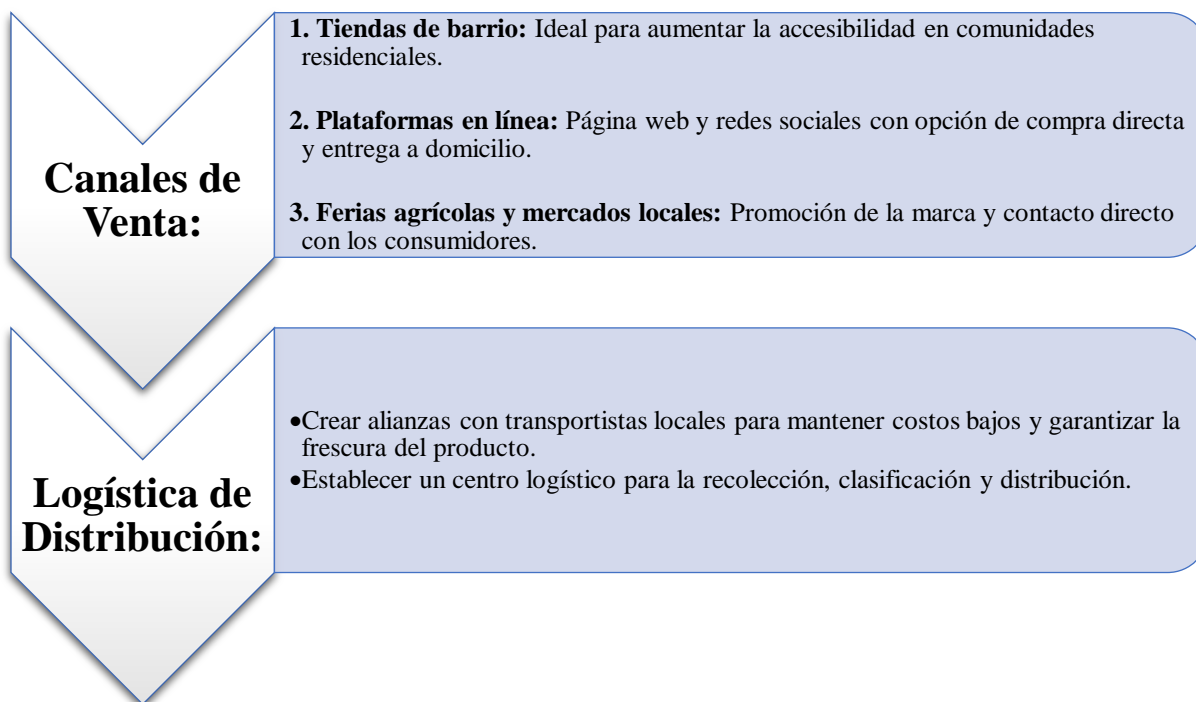 Canales de
Venta:
1. Tiendas de barrio: Ideal para aumentar la accesibilidad en comunidades
residenciales.
2. Plataformas en línea: Página web y redes sociales con opción de compra directa
y entrega a domicilio.
3. Ferias agrícolas y mercados locales: Promoción de la marca y contacto directo
con los consumidores.
Logística de
Distribución:
•Crear alianzas con transportistas locales para mantener costos bajos y garantizar la
frescura del producto.
•Establecer un centro logístico para la recolección, clasificación y distribución.